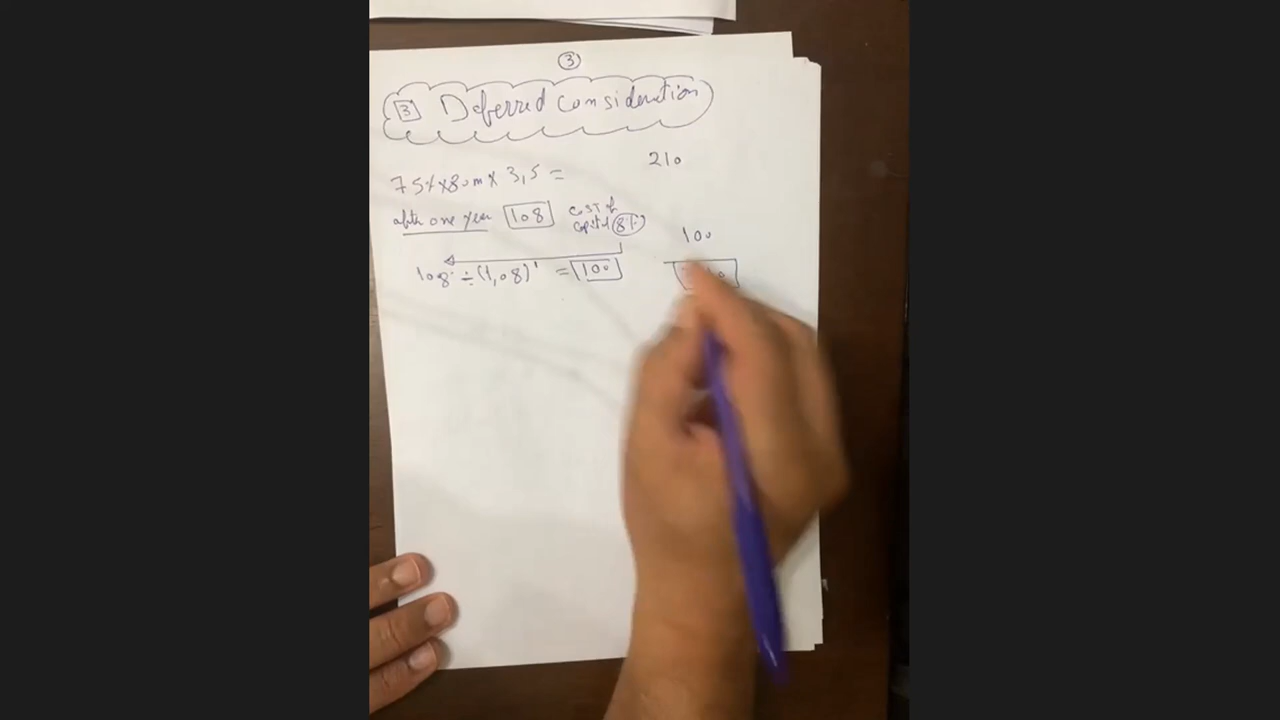 3
3 Deferred consideration
75% x 80m x 3,5 = 210
after one year 108 cost of
capital 8%
100
108 ÷ (1,08)¹ = 100